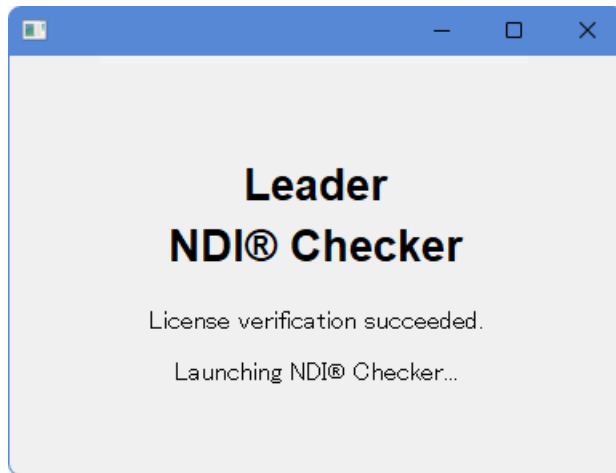 Leader
NDI® Checker
License verification succeeded.
Launching NDI® Checker...